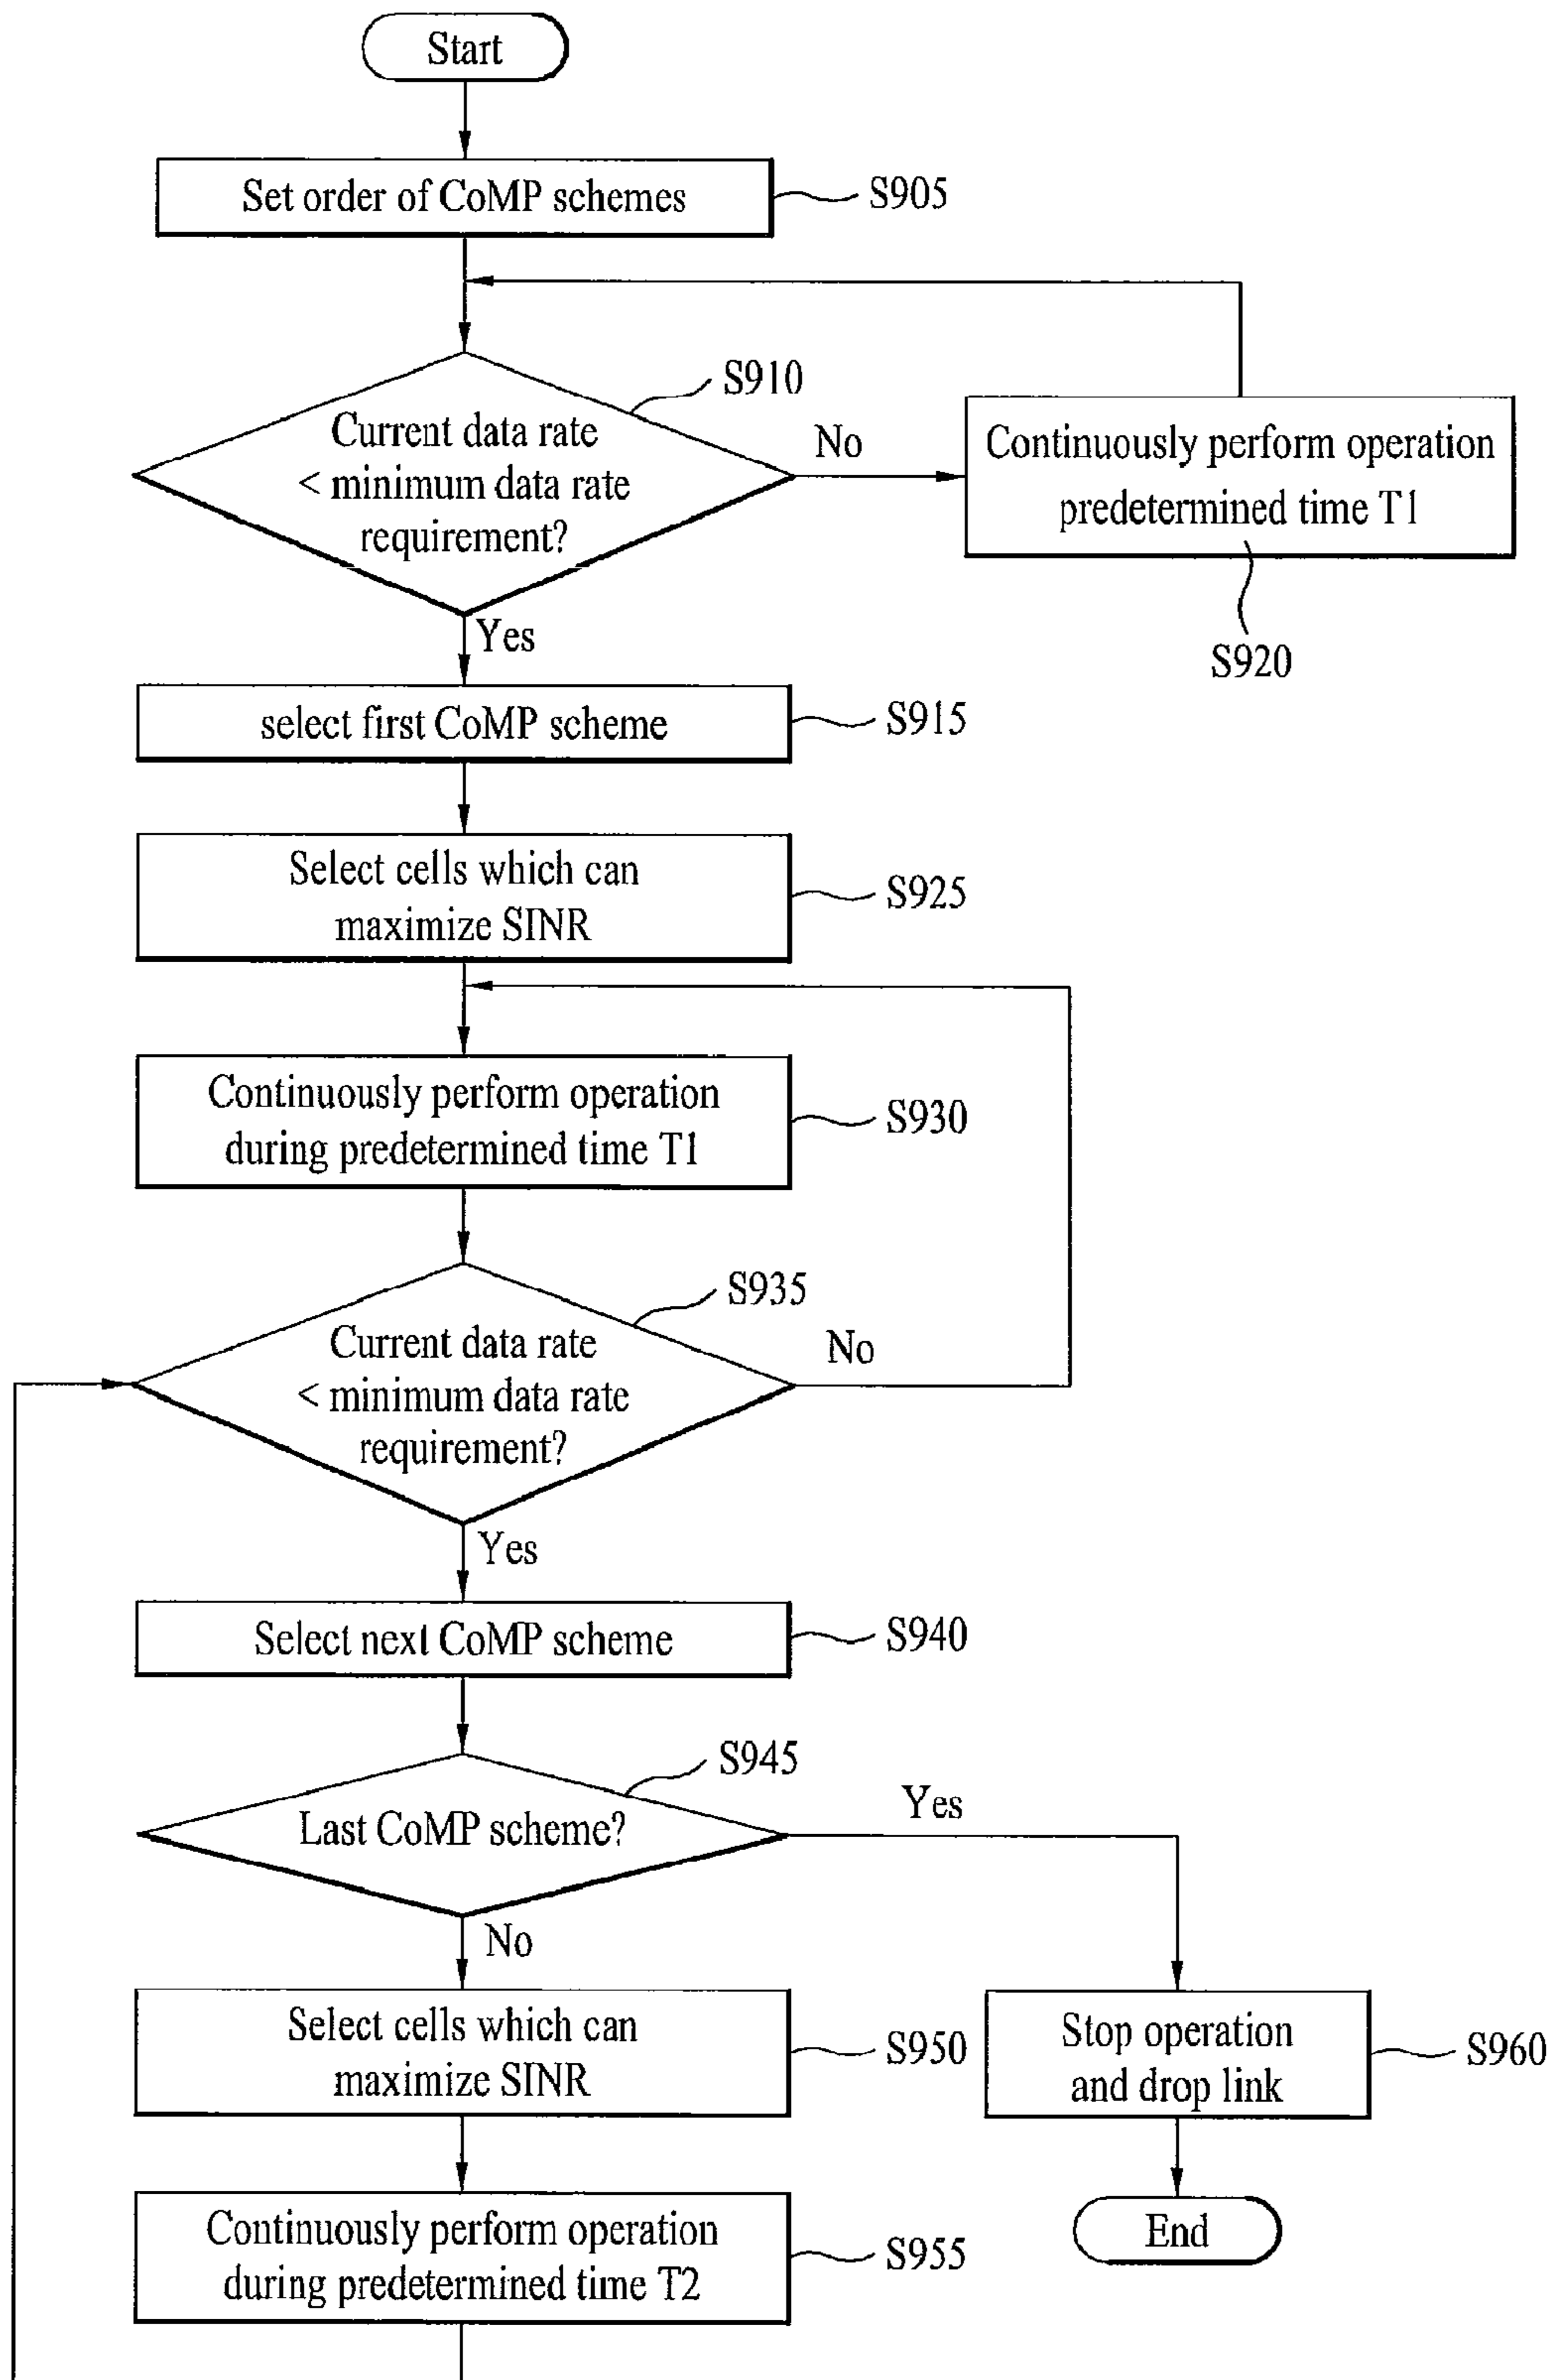 Start
Set order of CoMP schemes
S905
S910
Current data rate
< minimum data rate
requirement?
No
Continuously perform operation
predetermined time T1
S920
Yes
select first CoMP scheme
S915
Select cells which can
maximize SINR
S925
Continuously perform operation
during predetermined time T1
S930
S935
Current data rate
< minimum data rate
requirement?
No
Yes
Select next CoMP scheme
S940
S945
Last CoMP scheme?
Yes
No
Select cells which can
maximize SINR
S950
Stop operation
and drop link
S960
Continuously perform operation
during predetermined time T2
S955
End